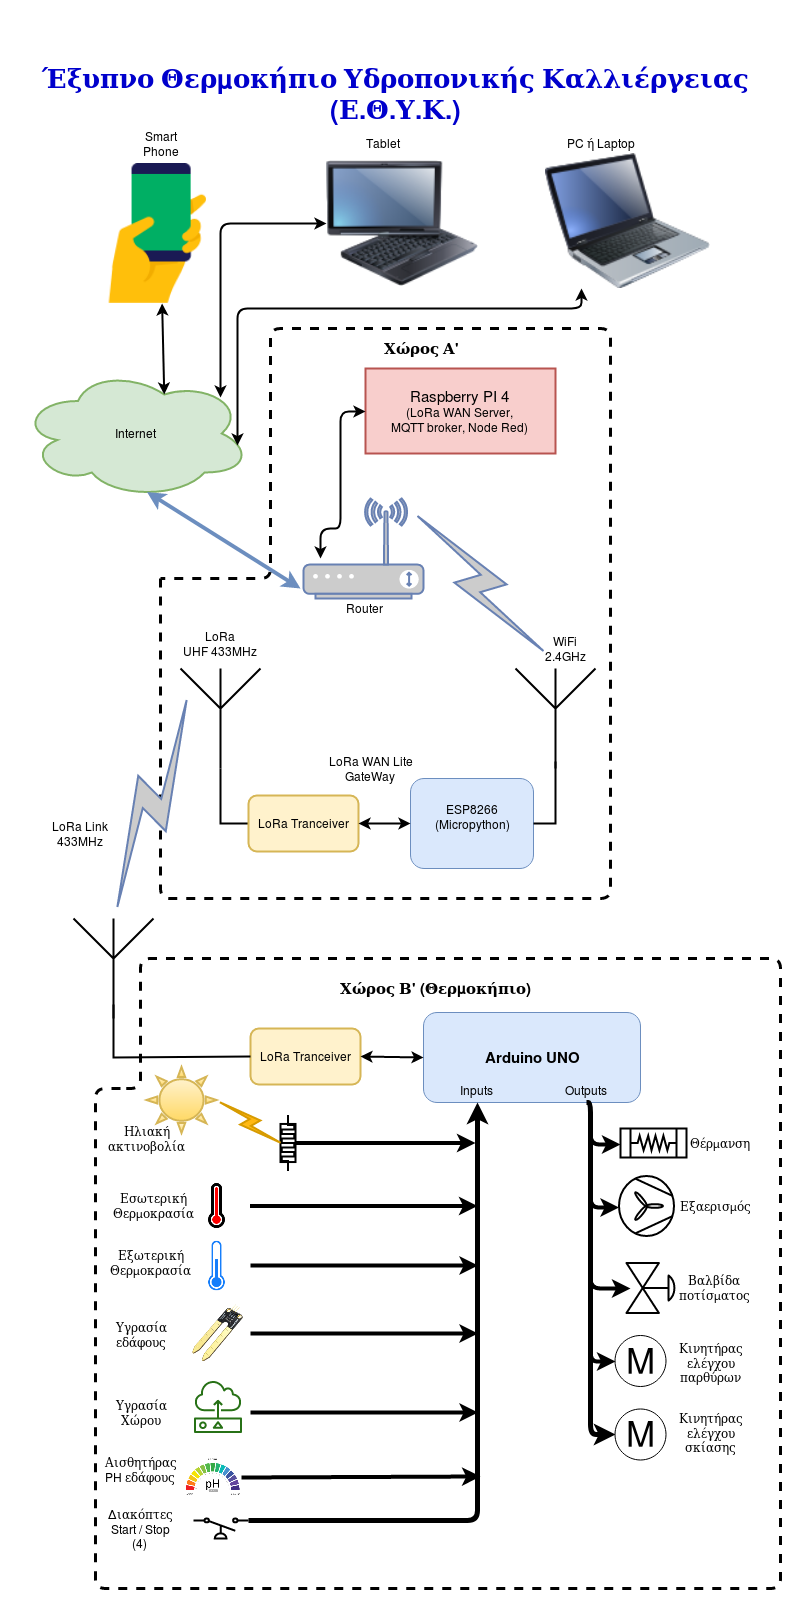 Έξυπνο Θερμοκήπιο Υδροπονικής Καλλιέργειας
(Ε.Θ.Υ.Κ.)
Smart
Phone
Tablet
PC ή Laptop
Internet
Χώρος Α'
Raspberry PI 4
(LoRa WAN Server,
MQTT broker, Node Red)
Router
LoRa
UHF 433MHz
WiFi
2.4GHz
LoRa WAN Lite
GateWay
LoRa Tranceiver
ESP8266
(Micropython)
LoRa Link
433MHz
Χώρος Β' (Θερμοκήπιο)
LoRa Tranceiver
Arduino UNO
Inputs
Outputs
Ηλιακή
ακτινοβολία
Εσωτερική
Θερμοκρασία
Εξωτερική
Θερμοκρασία
Υγρασία
εδάφους
Υγρασία
Χώρου
Αισθητήρας
PH εδάφους
pH
Διακόπτες
Start / Stop
(4)
Θέρμανση
Εξαερισμός
Βαλβίδα
ποτίσματος
M
Κινητήρας
ελέγχου
παρθύρων
M
Κινητήρας
ελέγχου
σκίασης